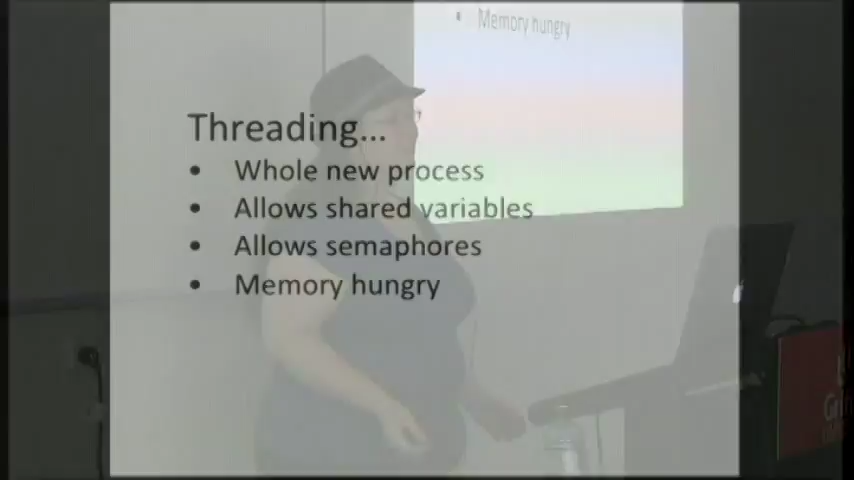 Memory hungry
Threading...
• Whole new process
• Allows shared variables
• Allows semaphores
• Memory hungry